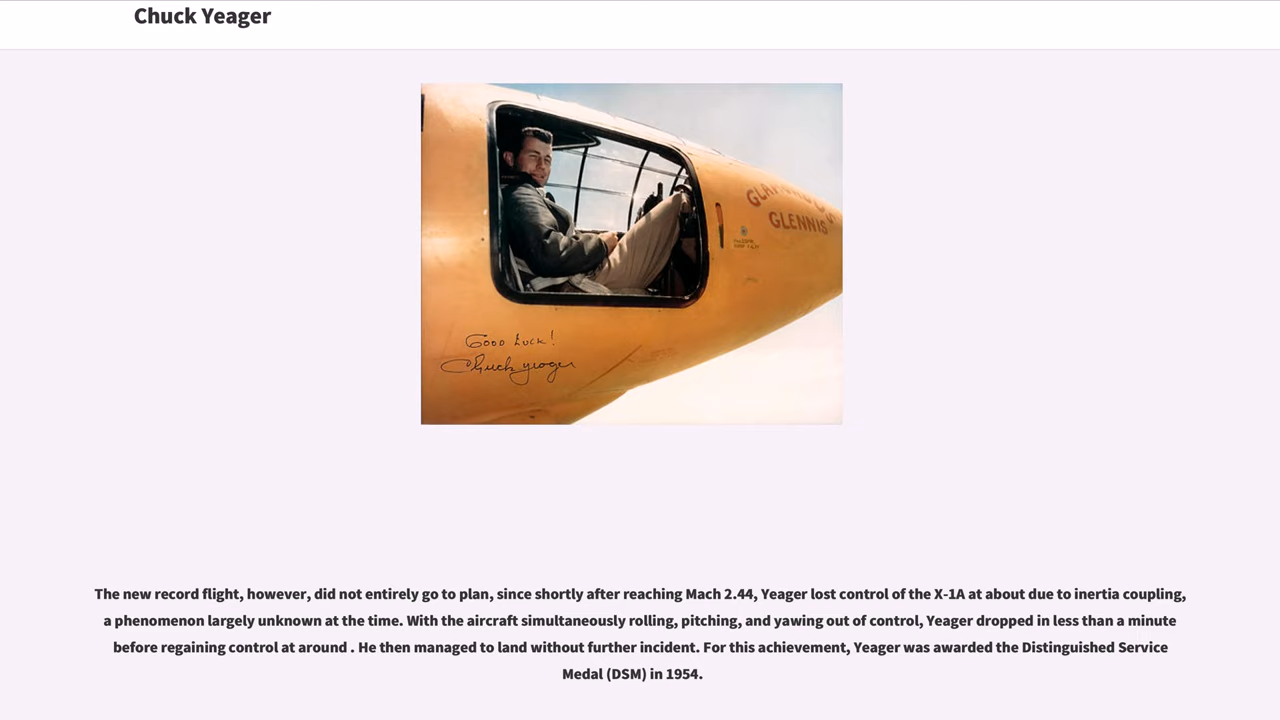 Chuck Yeager
GLAMOROUS
GLENNIS
Good Luck!
Chuck Yeager
The new record flight, however, did not entirely go to plan, since shortly after reaching Mach 2.44, Yeager lost control of the X-1A at about due to inertia coupling,
a phenomenon largely unknown at the time. With the aircraft simultaneously rolling, pitching, and yawing out of control, Yeager dropped in less than a minute
before regaining control at around . He then managed to land without further incident. For this achievement, Yeager was awarded the Distinguished Service
Medal (DSM) in 1954.